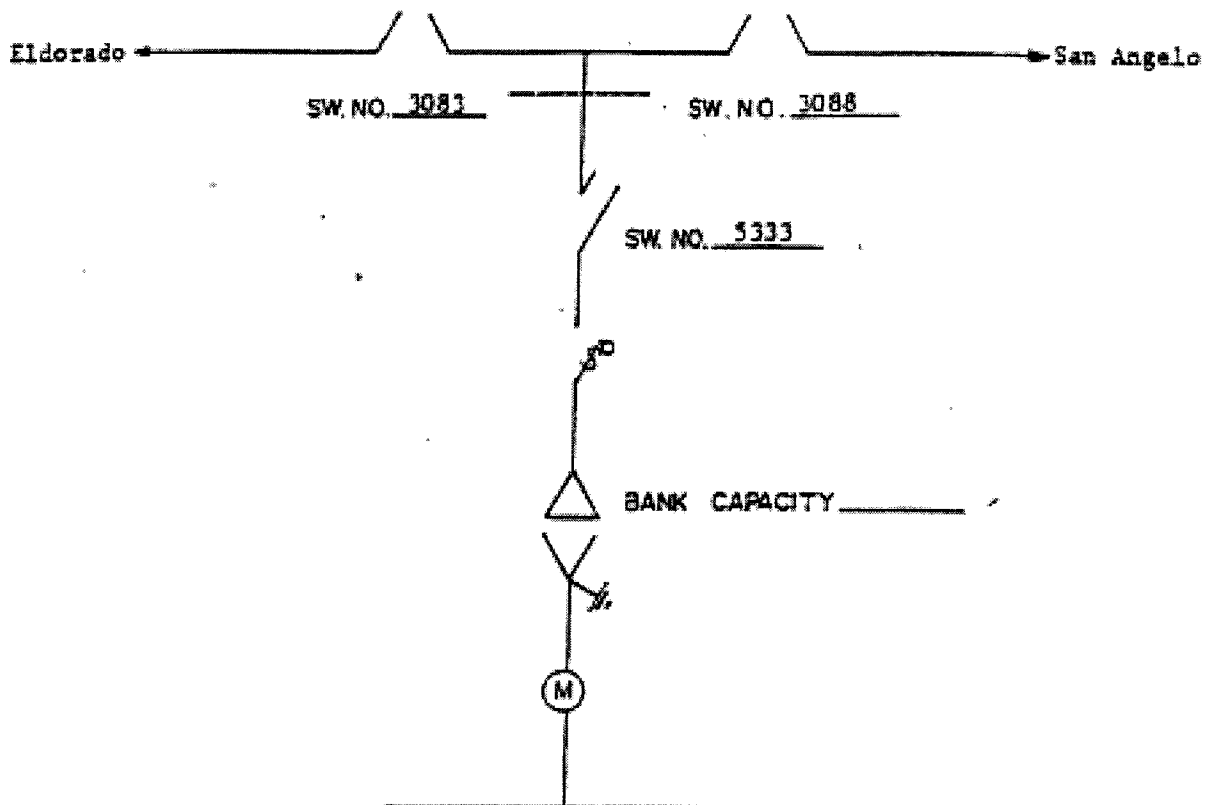 Eldorado
San Angelo
SW. NO. 3083
SW. NO. 3088
SW. NO. 5333
BANK CAPACITY
M